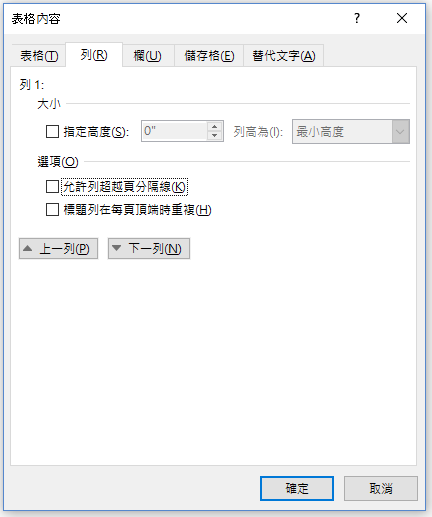 表格內容
表格(T) 列(R) 欄(U) 儲存格(E) 替代文字(A)
列 1:
大小
指定高度(S): 0" 列高為(I): 最小高度
選項(O)
允許列超越頁分隔線(K)
標題列在每頁頂端時重複(H)
上一列(P) 下一列(N)
確定 取消